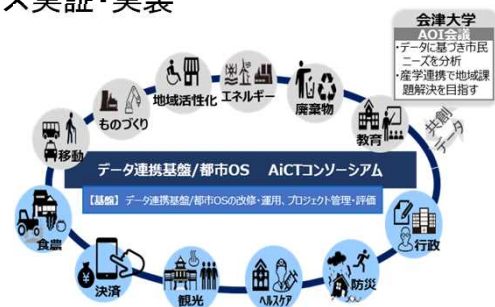 ス実証・実装
会津大学
AOI会議
・データに基づき市民
ニーズを分析
・産学連携で地域課
題解決を目指す
地域活性化
エネルギー
廃棄物
ものづくり
教育
共創
データ
移動
データ連携基盤/都市OS AiCTコンソーシアム
【基盤】データ連携基盤/都市OSの改修・運用、プロジェクト管理・評価
食農
行政
決済
観光
ヘルスケア
防災